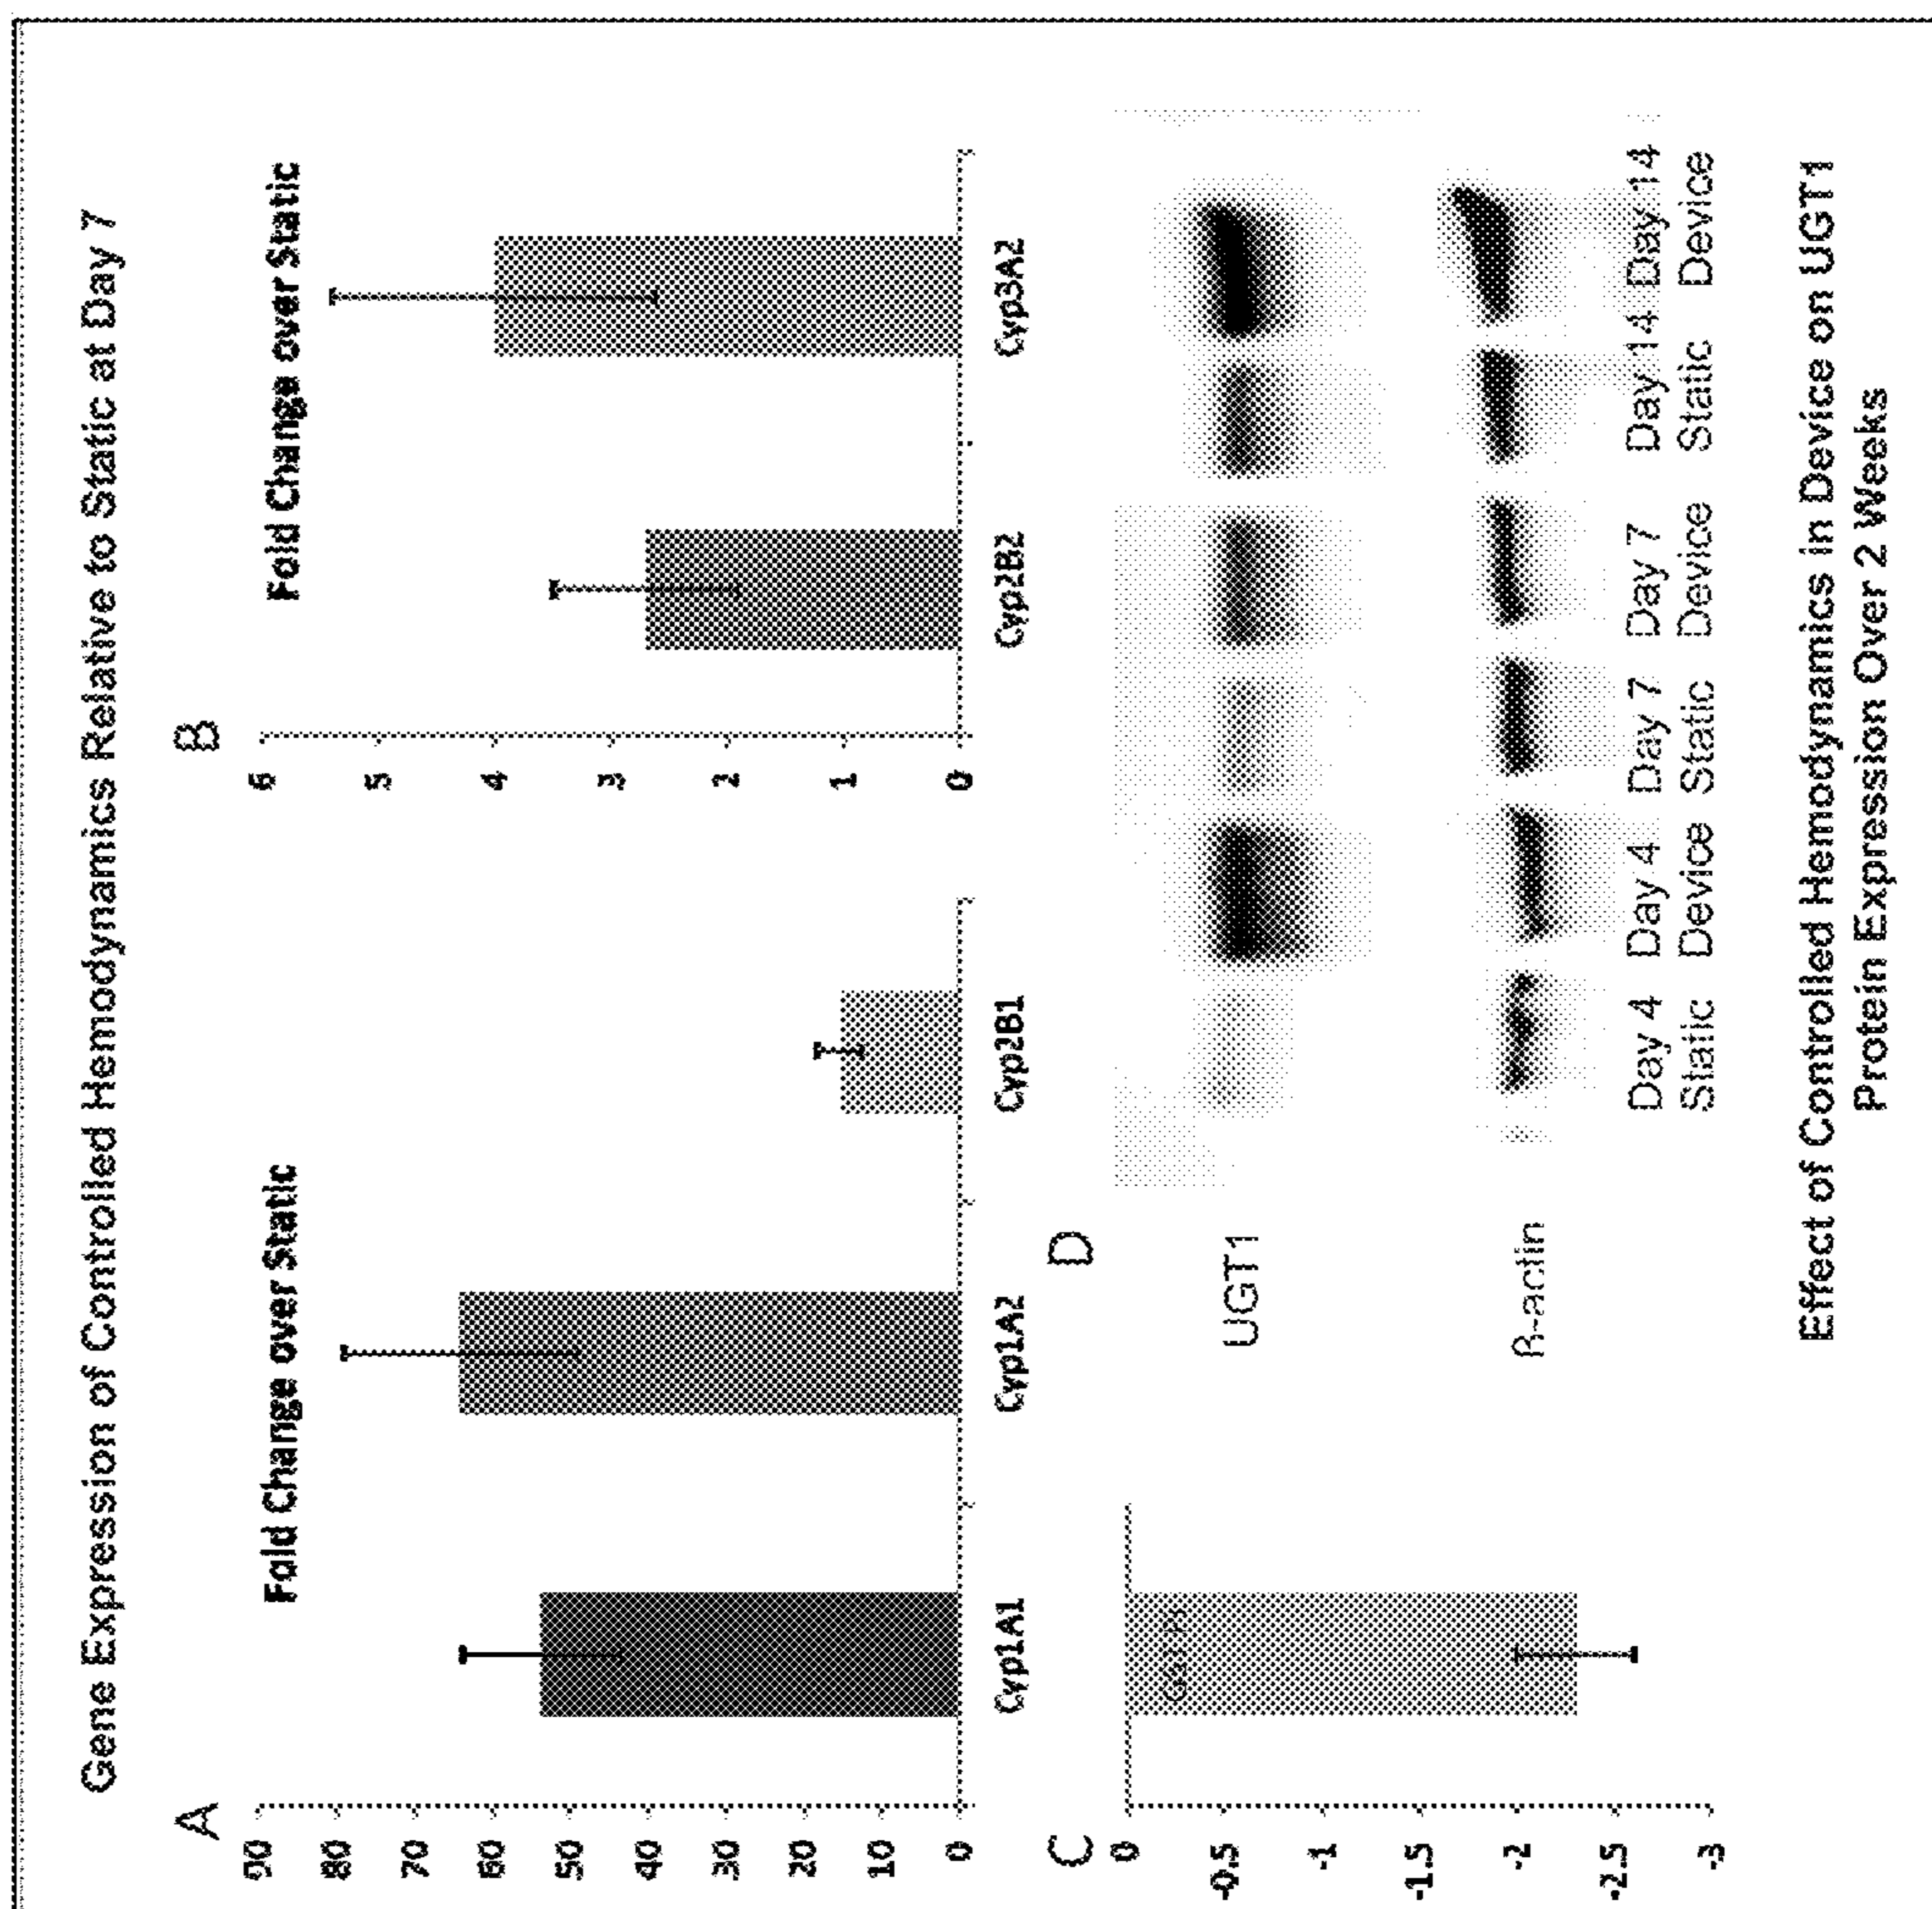 Gene Expression of Controlled Hemodynamics Relative to Static at Day 7
A
Fold Change over Static
90
80
70
60
50
40
30
20
10
0
Cyp1A1
Cyp1A2
Cyp2B1
B
Fold Change over Static
6
5
4
3
2
1
0
Cyp2B2
Cyp3A2
C
0
-0.5
-1
-1.5
-2
-2.5
-3
D
UGT1
ß-actin
Day 4 Day 4 Day 7 Day 7 Day 14 Day 14
Static Device Static Device Static Device
Effect of Controlled Hemodynamics in Device on UGT1
Protein Expression Over 2 Weeks